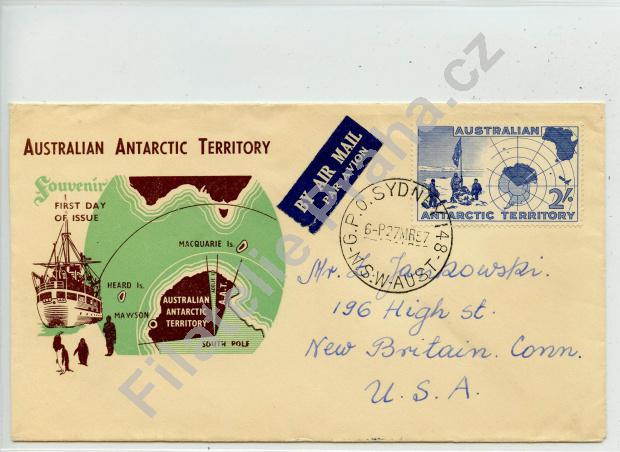 AUSTRALIAN ANTARCTIC TERRITORY
Souvenir
FIRST DAY
OF ISSUE
MACQUARIE Is.
HEARD Is.
MAWSON
AUSTRALIAN
ANTARCTIC
TERRITORY
A.A.T.
SOUTH POLE
BY AIR MAIL
PAR AVION
AUSTRALIAN
2/-
ANTARCTIC TERRITORY
G.P.O. SYDNEY 148
6-P27MR57
N.S.W-AUST
Mr. Z. Jankowski.
196 High st.
New Britain. Conn.
U.S.A.
Filatelie-Praha.cz